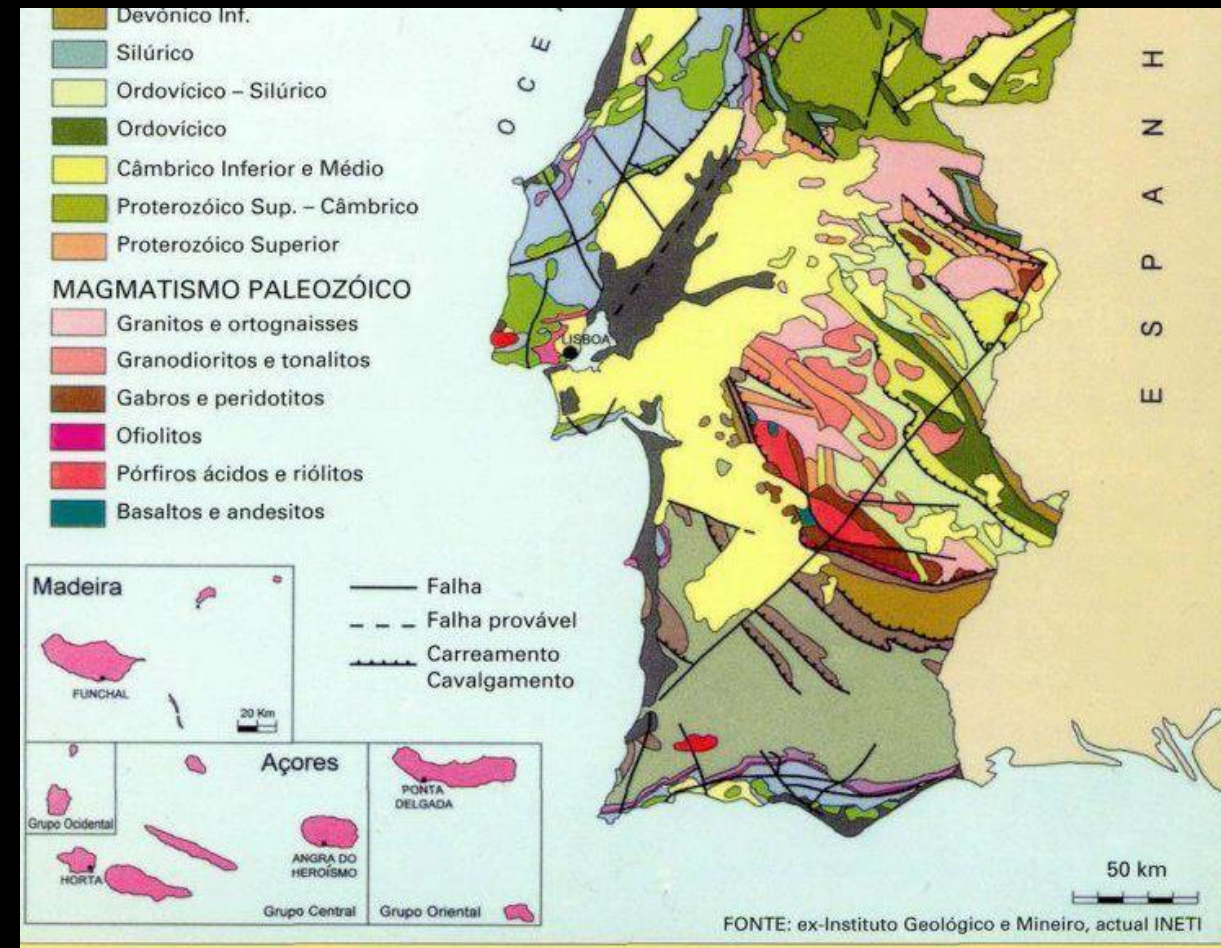 Devónico Inf.
Silúrico
Ordovícico – Silúrico
Ordovícico
Câmbrico Inferior e Médio
Proterozóico Sup. – Câmbrico
Proterozóico Superior
MAGMATISMO PALEOZÓICO
Granitos e ortognaisses
Granodioritos e tonalitos
Gabros e peridotitos
Ofiolitos
Pórfiros ácidos e riólitos
Basaltos e andesitos
O C E
LISBOA
E S P A N H
Falha
Falha provável
Carreamento
Cavalgamento
Madeira
FUNCHAL
20 Km
Açores
Grupo Ocidental
HORTA
ANGRA DO
HEROÍSMO
Grupo Central
PONTA
DELGADA
Grupo Oriental
50 km
FONTE: ex-Instituto Geológico e Mineiro, actual INETI